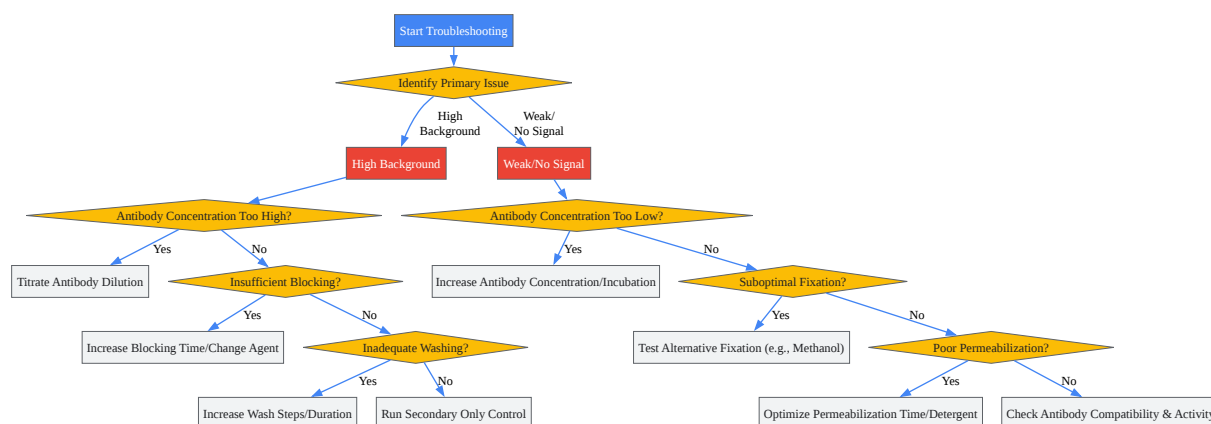 Start Troubleshooting
Identify Primary Issue
High
Background
Weak/
No Signal
High Background
Weak/No Signal
Antibody Concentration Too High?
Antibody Concentration Too Low?
Yes
No
Yes
No
Titrate Antibody Dilution
Insufficient Blocking?
Increase Antibody Concentration/Incubation
Suboptimal Fixation?
Yes
No
Yes
No
Increase Blocking Time/Change Agent
Inadequate Washing?
Test Alternative Fixation (e.g., Methanol)
Poor Permeabilization?
Yes
No
Yes
No
Increase Wash Steps/Duration
Run Secondary Only Control
Optimize Permeabilization Time/Detergent
Check Antibody Compatibility & Activity